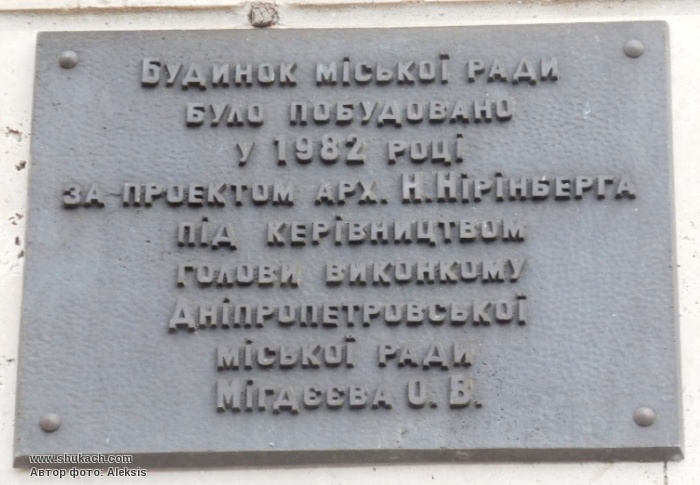 Будинок міської ради
було побудовано
у 1982 році
за проектом арх. Н.Нірінберга
під керівництвом
голови виконкому
Дніпропетровської
міської ради
Мігдєєва О. В.
www.shukach.com
Автор фото: Aleksis